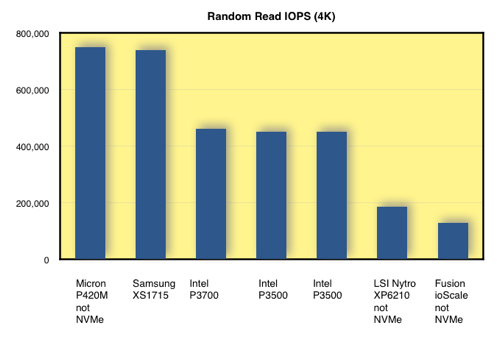 Random Read IOPS (4K)
800,000
600,000
400,000
200,000
0
Micron
P420M
not
NVMe
Samsung
XS1715
Intel
P3700
Intel
P3500
Intel
P3500
LSI Nytro
XP6210
not
NVMe
Fusion
ioScale
not
NVMe